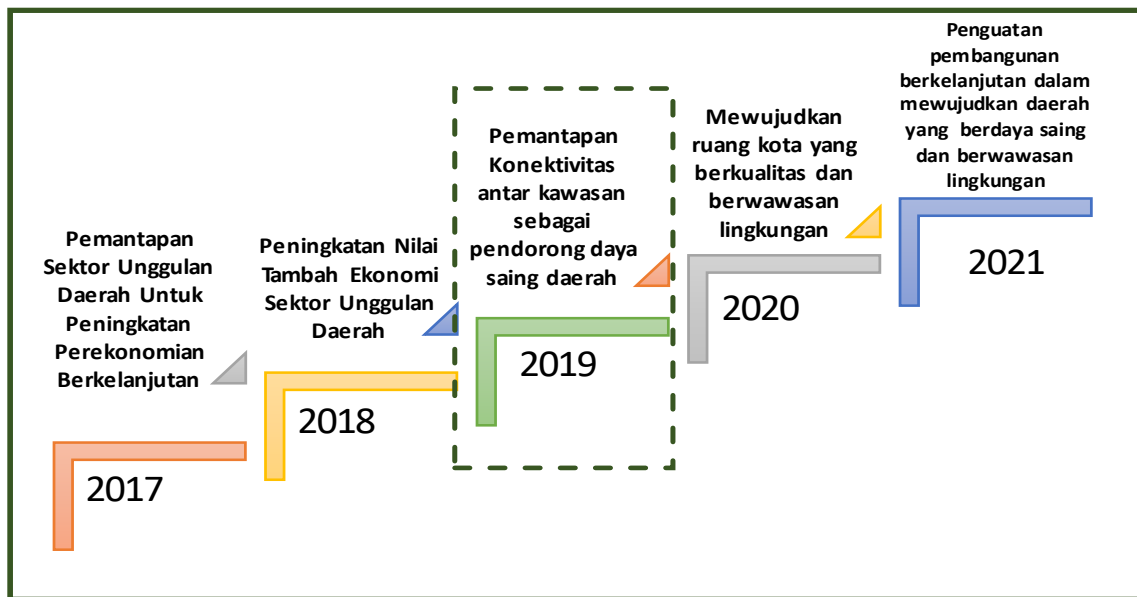 Pemantapan
Sektor Unggulan
Daerah Untuk
Peningkatan
Perekonomian
Berkelanjutan
2017
Peningkatan Nilai
Tambah Ekonomi
Sektor Unggulan
Daerah
2018
Pemantapan
Konektivitas
antar kawasan
sebagai
pendorong daya
saing daerah
2019
Mewujudkan
ruang kota yang
berkualitas dan
berwawasan
lingkungan
2020
Penguatan
pembangunan
berkelanjutan dalam
mewujudkan daerah
yang berdaya saing
dan berwawasan
lingkungan
2021